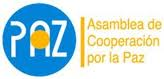 PAZ
Asamblea de
Cooperación
por la Paz